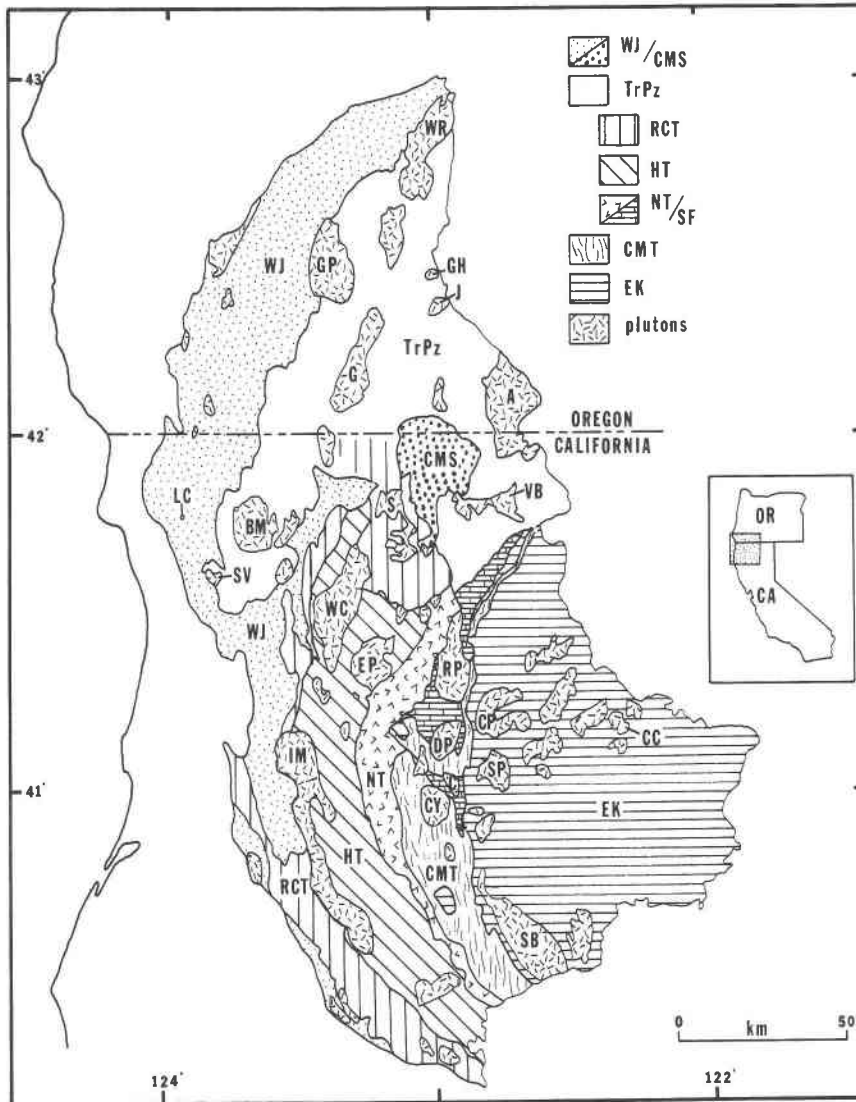 WJ/CMS
TrPz
RCT
HT
NT/SF
CMT
EK
plutons
43°
WR
WJ
GP
GH
J
TrPz
G
A
42°
OREGON
CALIFORNIA
CMS
LC
S
VB
BM
OR
SV
CA
WC
WJ
EP
RP
CP
CC
DP
IM
SP
41°
NT
C
CY
EK
HT
CMT
RCT
SB
0 50
km
124°
122°